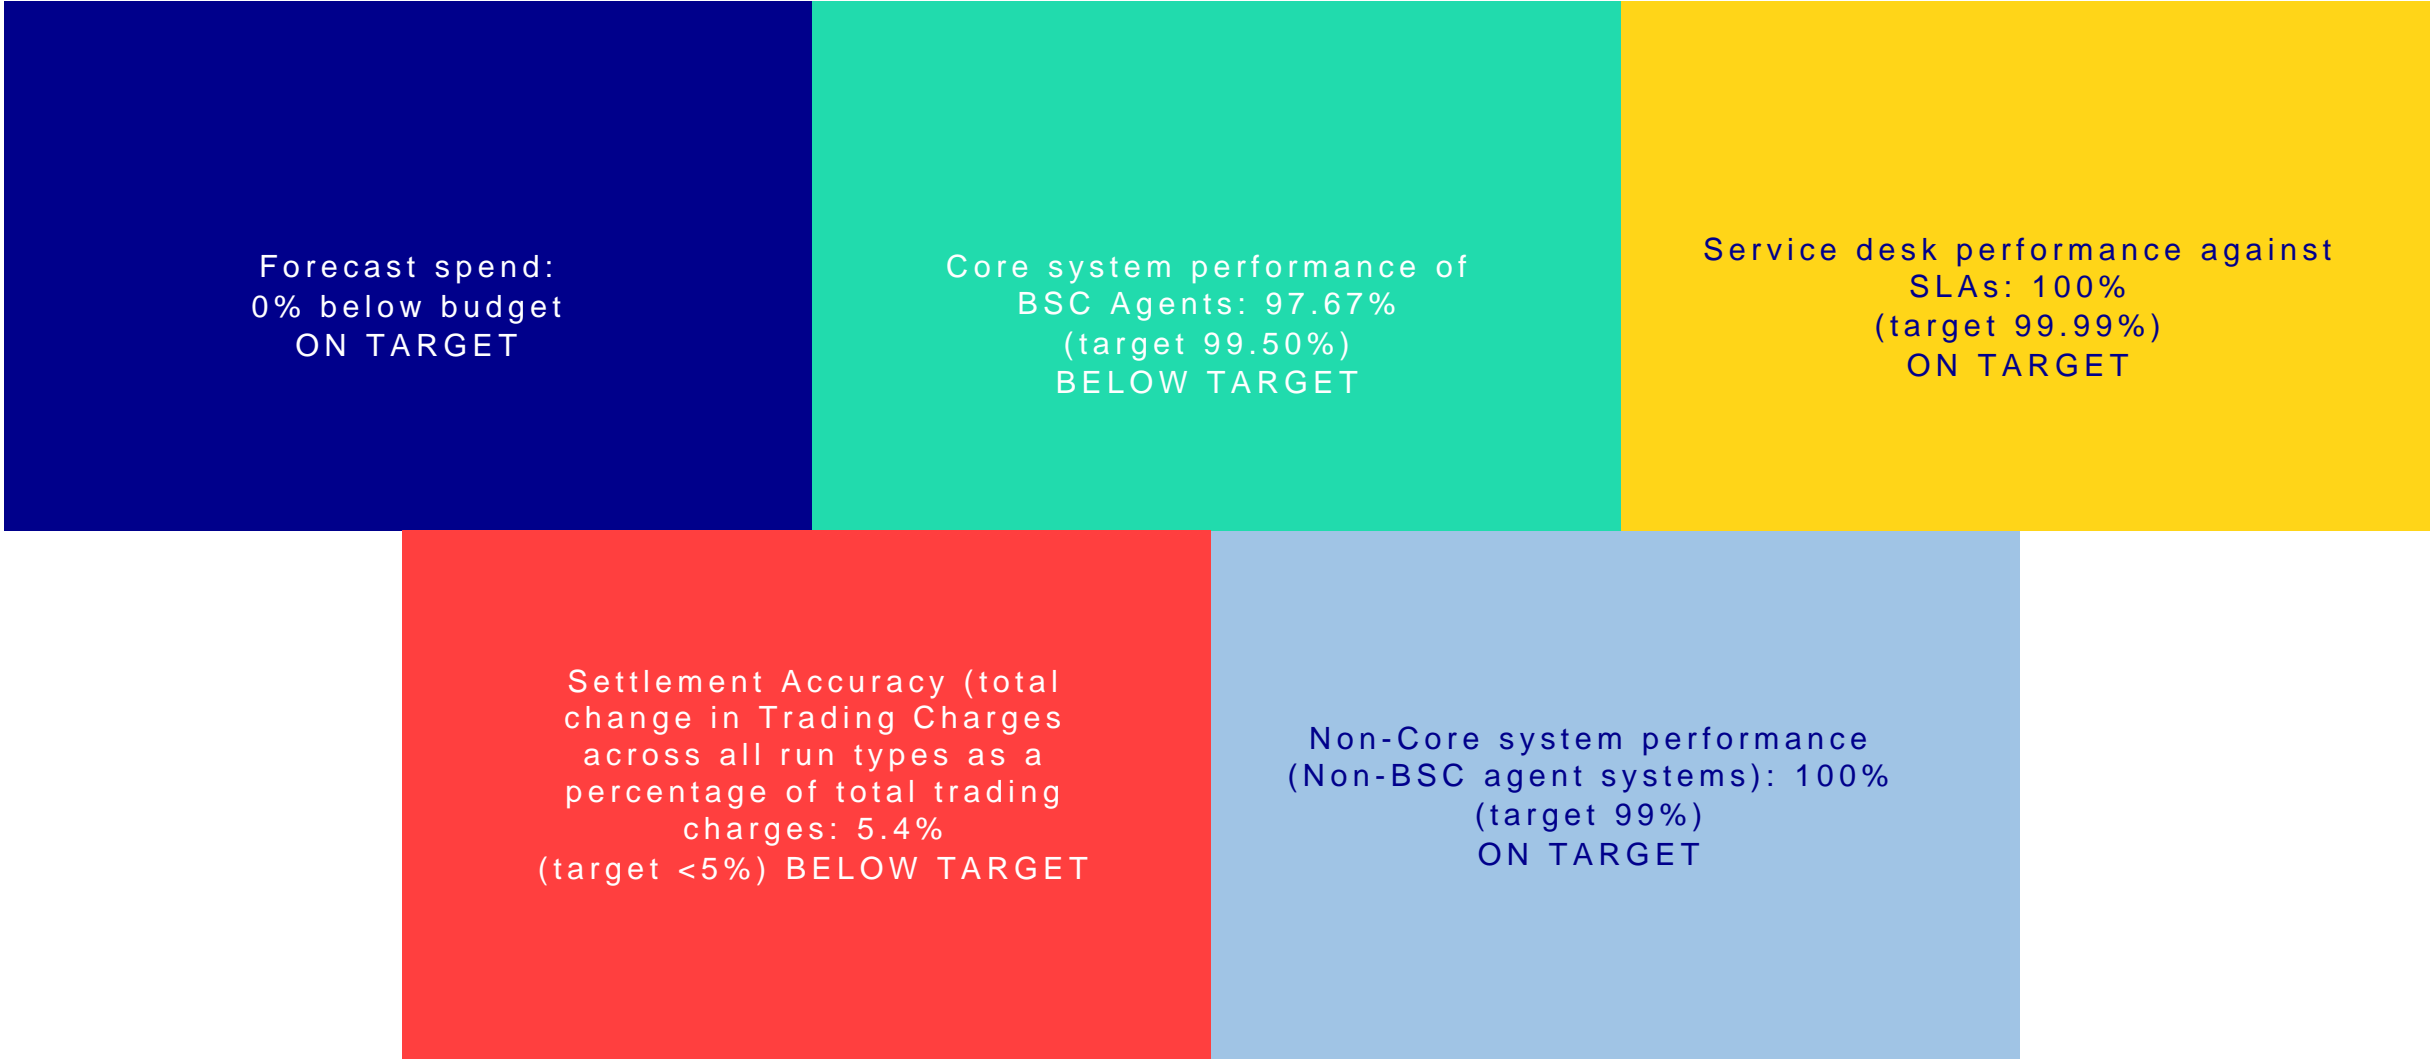 Forecast spend:
0% below budget
ON TARGET
Core system performance of
BSC Agents: 97.67%
(target 99.50%)
BELOW TARGET
Service desk performance against
SLAs: 100%
(target 99.99%)
ON TARGET
Settlement Accuracy (total
change in Trading Charges
across all run types as a
percentage of total trading
charges: 5.4%
(target <5%) BELOW TARGET
Non-Core system performance
(Non-BSC agent systems): 100%
(target 99%)
ON TARGET